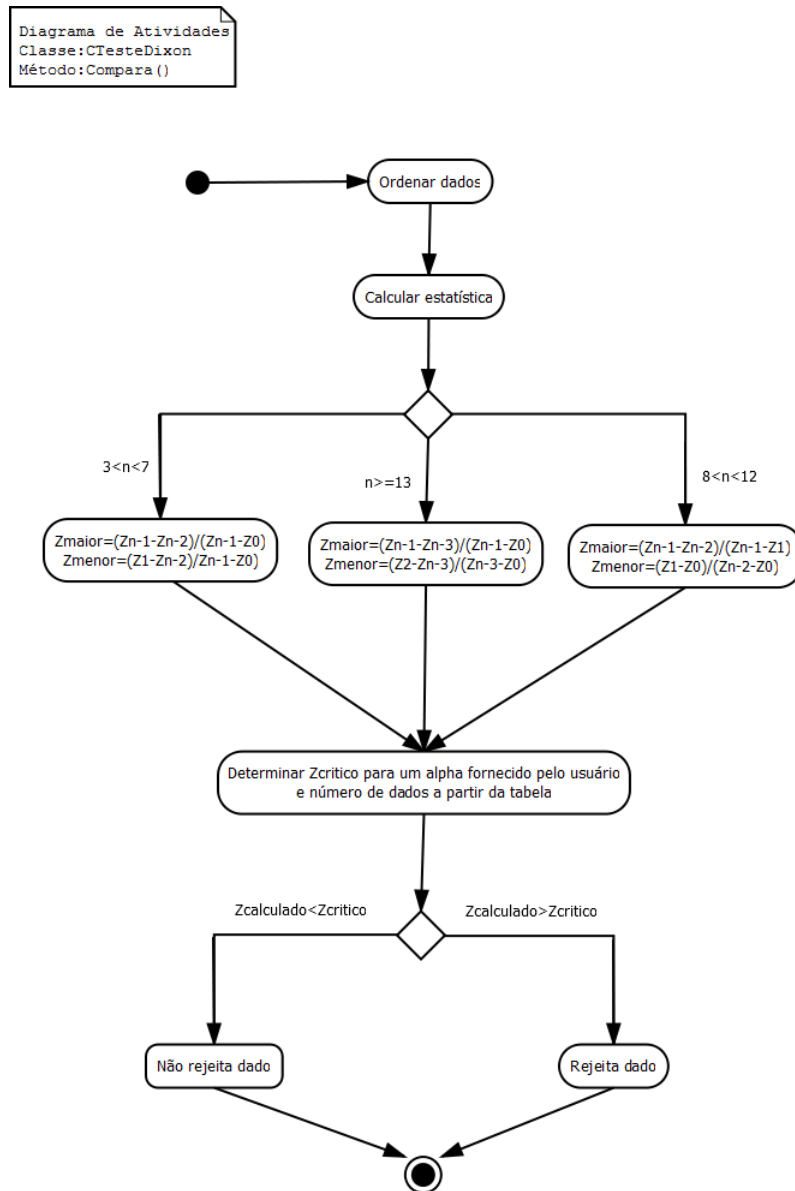 Diagrama de Atividades
Classe:CTesteDixon
Método:Compara()
Ordenar dados
Calcular estatística
3<n<7
n>=13
8<n<12
Zmaior=(Zn-1-Zn-2)/(Zn-1-Z0)
Zmenor=(Z1-Zn-2)/Zn-1-Z0)
Zmaior=(Zn-1-Zn-3)/(Zn-1-Z0)
Zmenor=(Z2-Zn-3)/(Zn-3-Z0)
Zmaior=(Zn-1-Zn-2)/(Zn-1-Z1)
Zmenor=(Z1-Z0)/(Zn-2-Z0)
Determinar Zcritico para um alpha fornecido pelo usuário
e número de dados a partir da tabela
Zcalculado<Zcritico
Zcalculado>Zcritico
Não rejeita dado
Rejeita dado